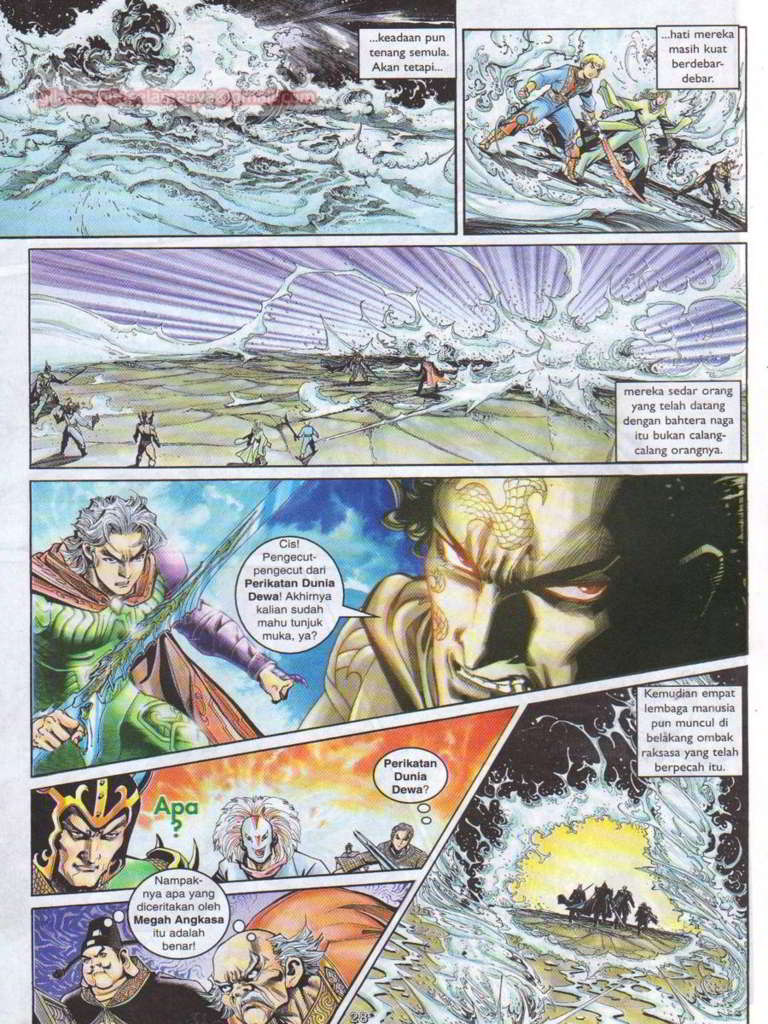 ...keadaan pun
tenang semula.
Akan tetapi...
...hati mereka
masih kuat
berdebar-
debar.
mereka sedar orang
yang telah datang
dengan bahtera naga
itu bukan calang-
calang orangnya.
Cis!
Pengecut-
pengecut dari
Perikatan Dunia
Dewa! Akhirnya
kalian sudah
mahu tunjuk
muka, ya?
Kemudian empat
lembaga manusia
pun muncul di
belakang ombak
raksasa yang telah
berpecah itu.
Perikatan
Dunia
Dewa?
Apa
?
Nampak-
nya apa yang
diceritakan oleh
Megah Angkasa
itu adalah
benar!
28